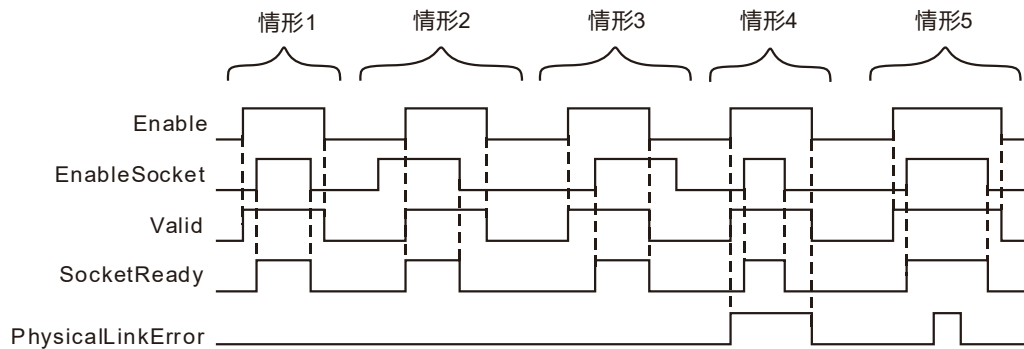 情形1 情形2 情形3 情形4 情形5
Enable
EnableSocket
Valid
SocketReady
PhysicalLinkError